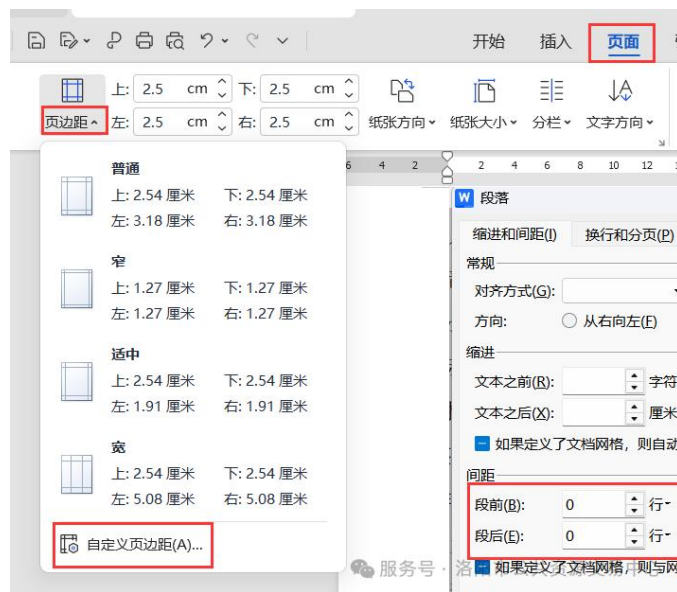 开始 插入 页面
上: 2.5 cm 下: 2.5 cm
页边距 左: 2.5 cm 右: 2.5 cm 纸张方向 纸张大小 分栏 文字方向
6 4 2 2 4 6 8 10 12
普通
上: 2.54 厘米 下: 2.54 厘米
左: 3.18 厘米 右: 3.18 厘米
窄
上: 1.27 厘米 下: 1.27 厘米
左: 1.27 厘米 右: 1.27 厘米
适中
上: 2.54 厘米 下: 2.54 厘米
左: 1.91 厘米 右: 1.91 厘米
宽
上: 2.54 厘米 下: 2.54 厘米
左: 5.08 厘米 右: 5.08 厘米
自定义页边距(A)...
W 段落
缩进和间距(I) 换行和分页(P)
常规
对齐方式(G):
方向: 从右向左(F)
缩进
文本之前(R): 字符
文本之后(X): 厘米
如果定义了文档网格，则自动
间距
段前(B): 0 行
段后(E): 0 行
如果定义了文档网格，则与网
服务号 ·